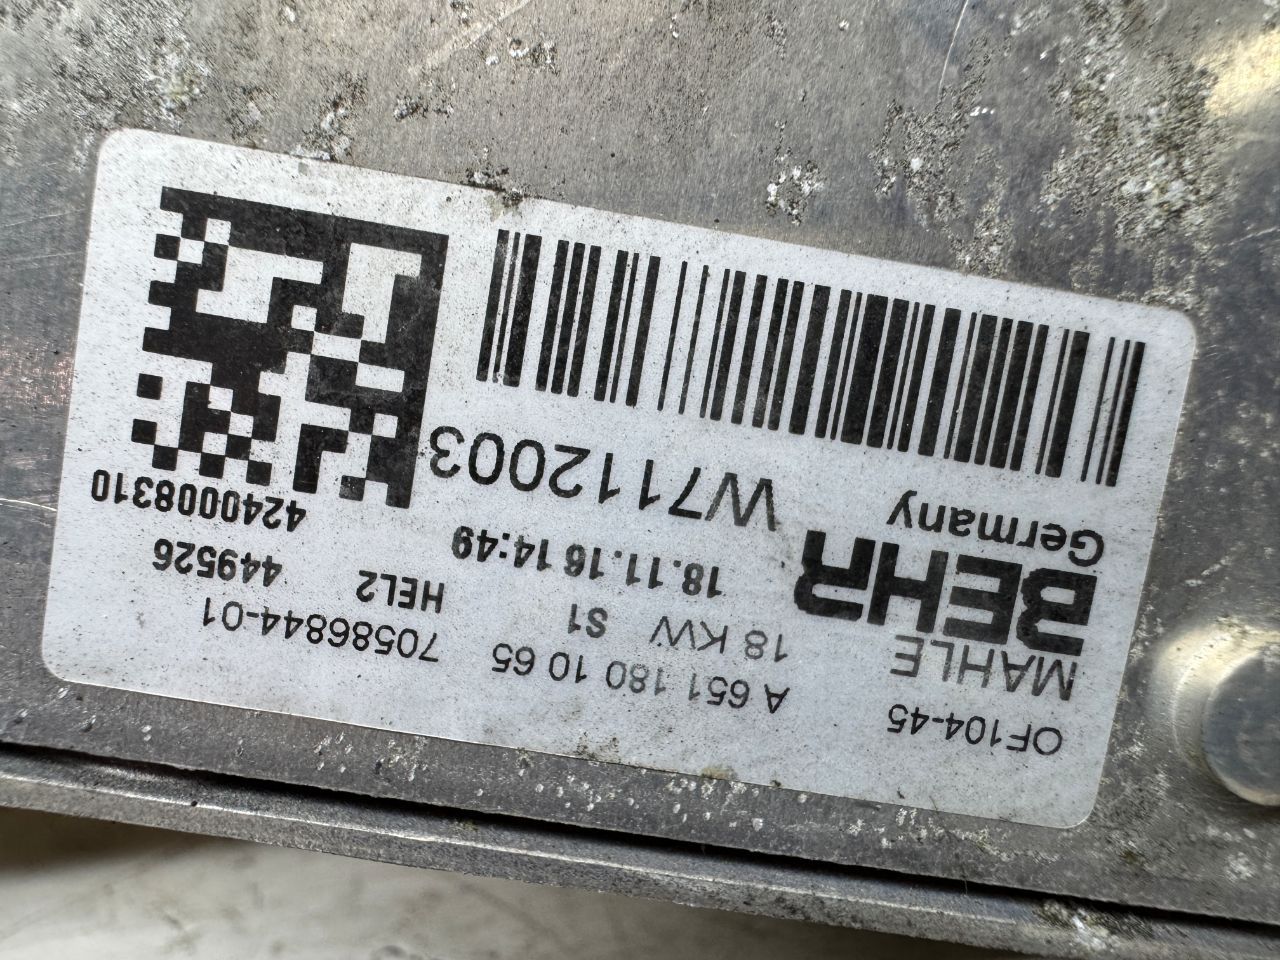 OF104-45
A 651 180 10 65
70586844-01
MAHLE
18 KW
S1
HEL2
449526
BEHR
18.11.16 14:49
4240008310
Germany
W7112003